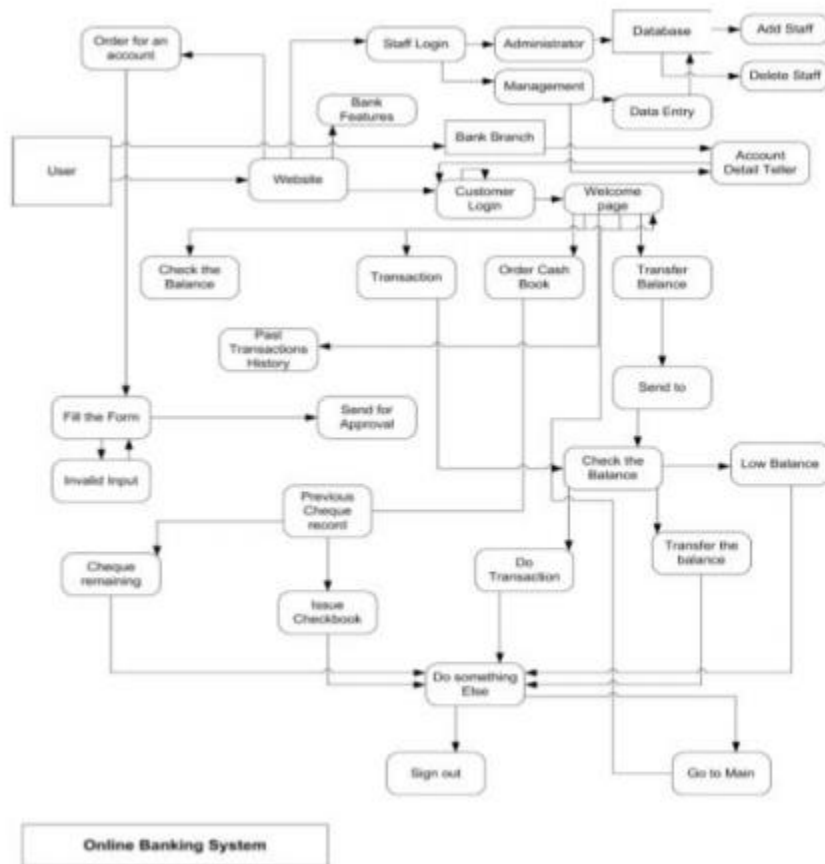 Order for an
account
Staff Login
Administrator
Database
Add Staff
Delete Staff
Management
Data Entry
Bank
Features
Bank Branch
Account
Detail Teller
User
Website
Customer
Login
Welcome
page
Check the
Balance
Transaction
Order Cash
Book
Transfer
Balance
Past
Transactions
History
Send to
Fill the Form
Send for
Approval
Check the
Balance
Low Balance
Invalid Input
Previous
Cheque
record
Cheque
remaining
Do
Transaction
Transfer the
balance
Issue
Checkbook
Do something
Else
Sign out
Go to Main
Online Banking System